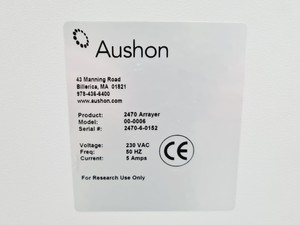 Aushon
43 Manning Road
Billerica, MA 01821
978-436-6400
www.aushon.com
Product: 2470 Arrayer
Model: 00-0006
Serial #: 2470-6-0152
Voltage: 230 VAC
Freq: 50 HZ
Current: 5 Amps
CE
For Research Use Only